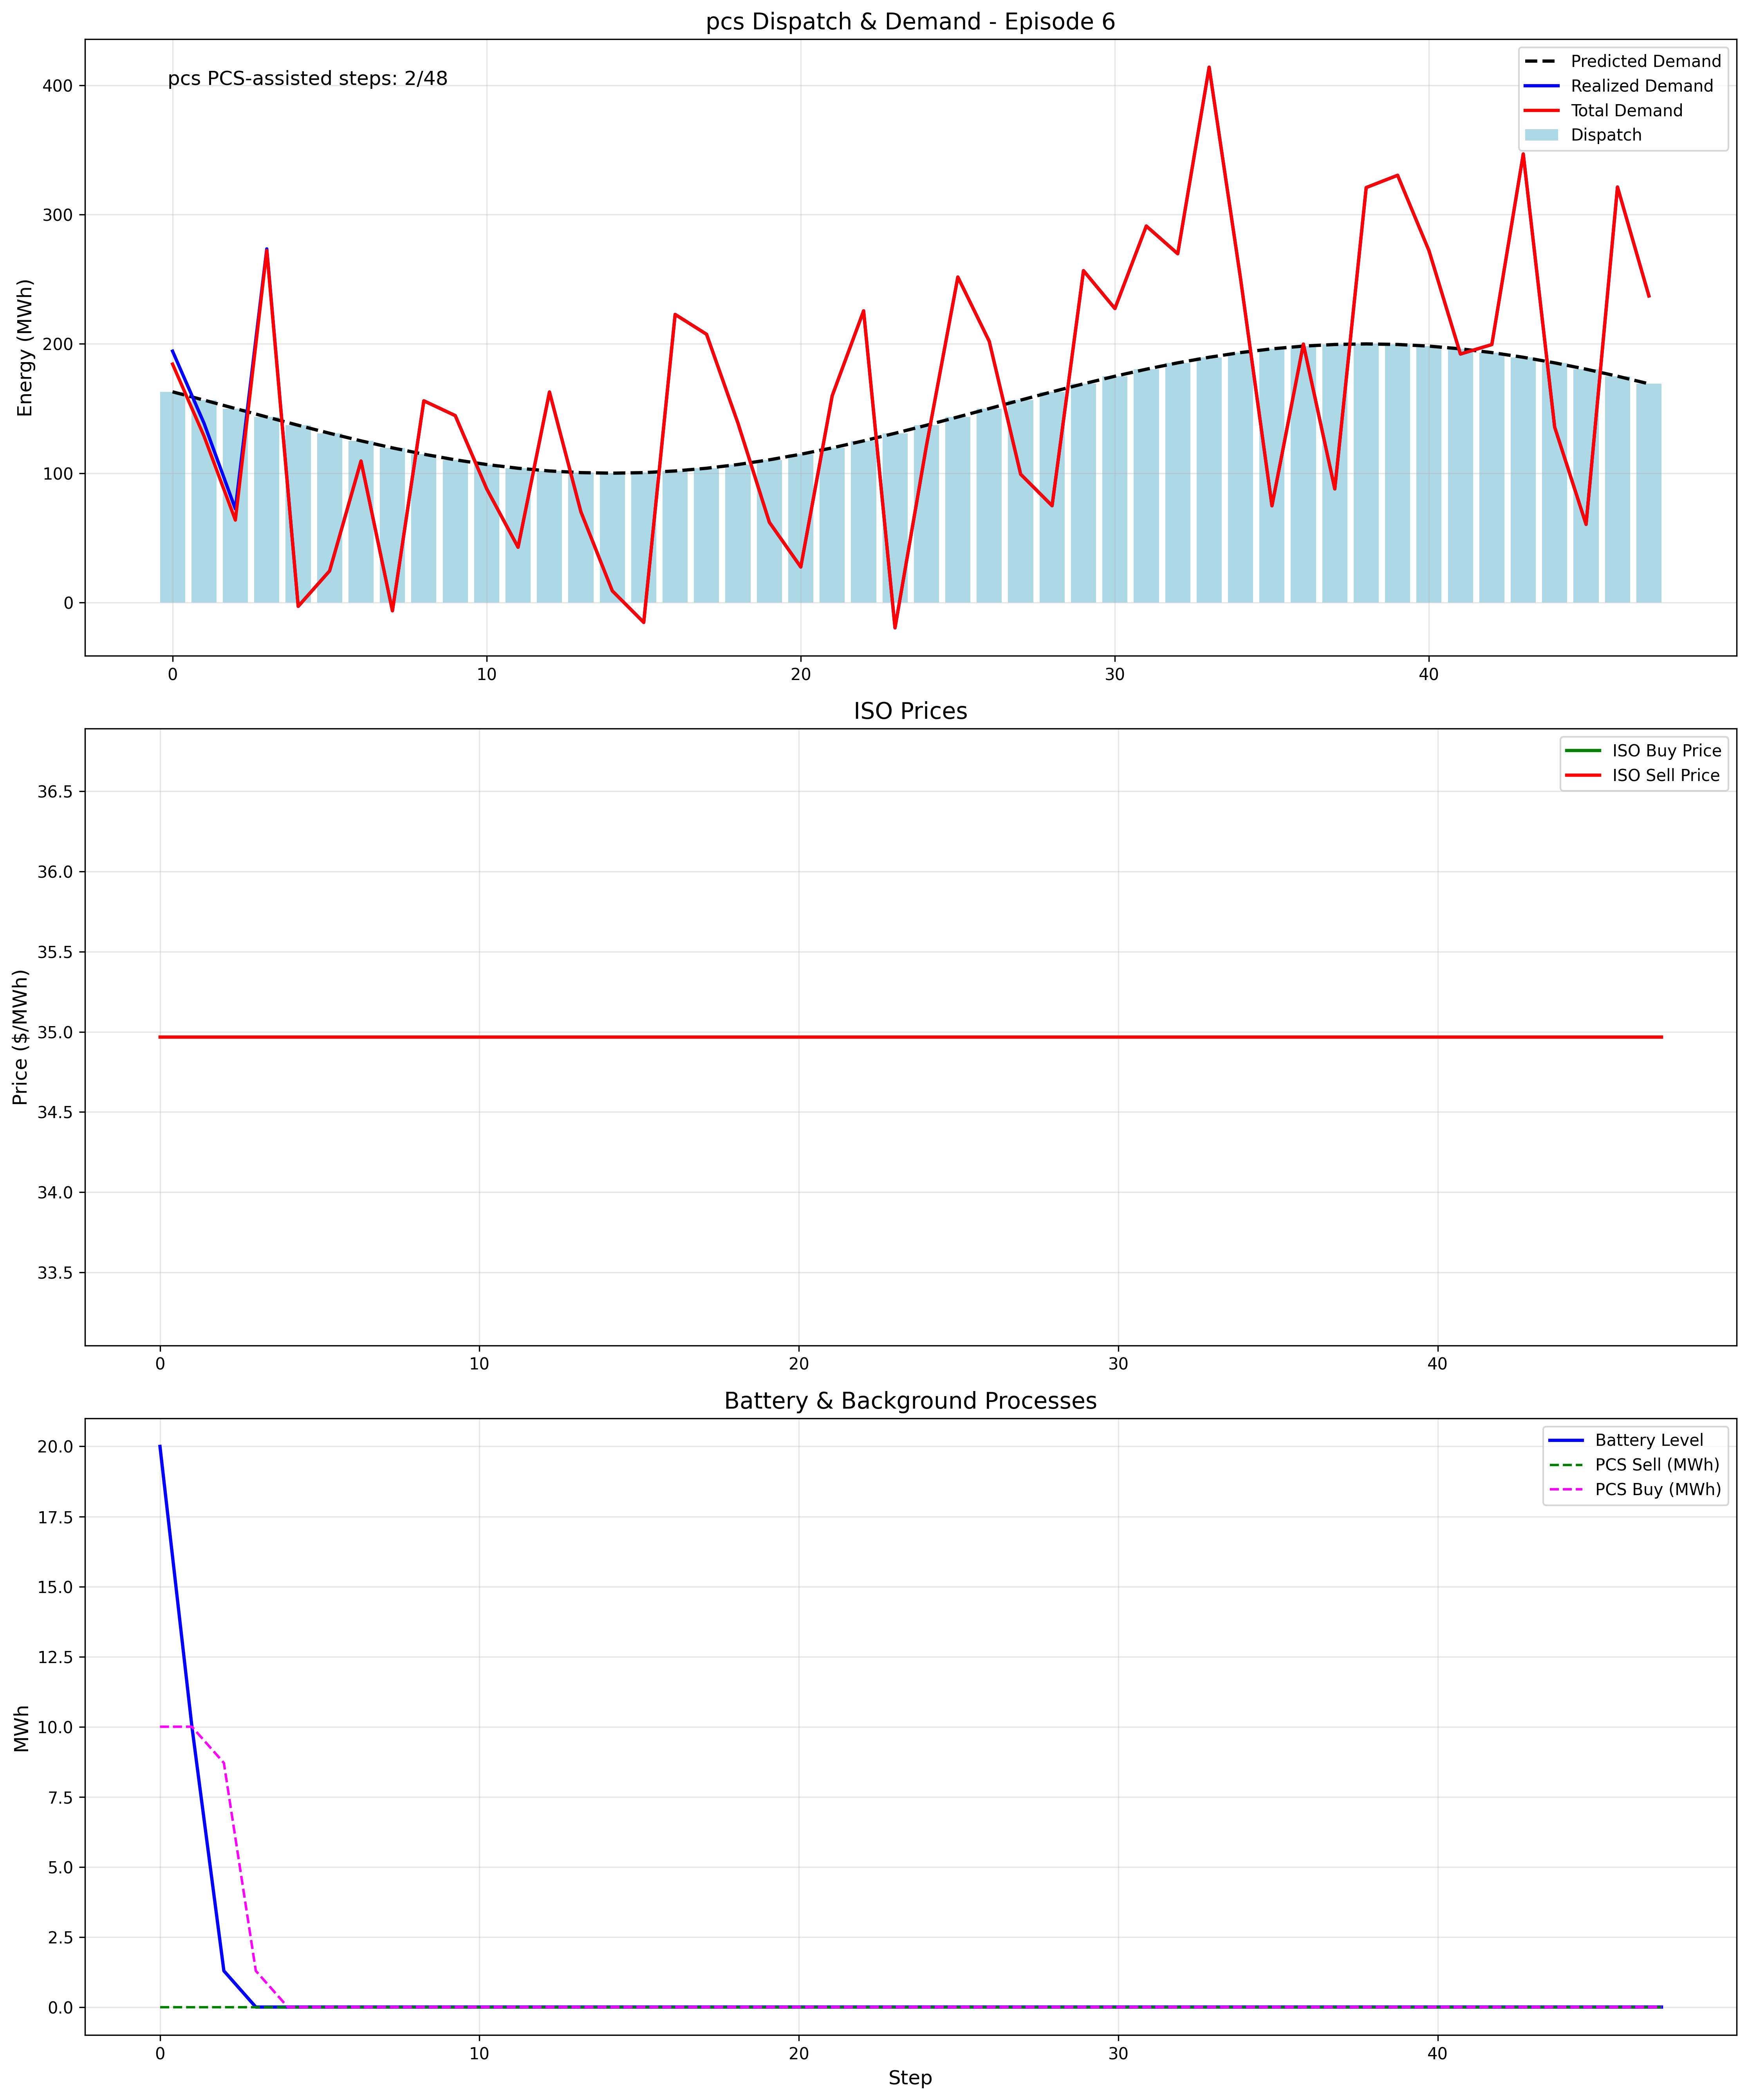 pcs Dispatch & Demand - Episode 6
pcs PCS-assisted steps: 2/48
Predicted Demand
Realized Demand
Total Demand
Dispatch
Energy (MWh)
400
300
200
100
0
0
10
20
30
40
ISO Prices
ISO Buy Price
ISO Sell Price
Price ($/MWh)
36.5
36.0
35.5
35.0
34.5
34.0
33.5
0
10
20
30
40
Battery & Background Processes
Battery Level
PCS Sell (MWh)
PCS Buy (MWh)
MWh
20.0
17.5
15.0
12.5
10.0
7.5
5.0
2.5
0.0
0
10
20
30
40
Step